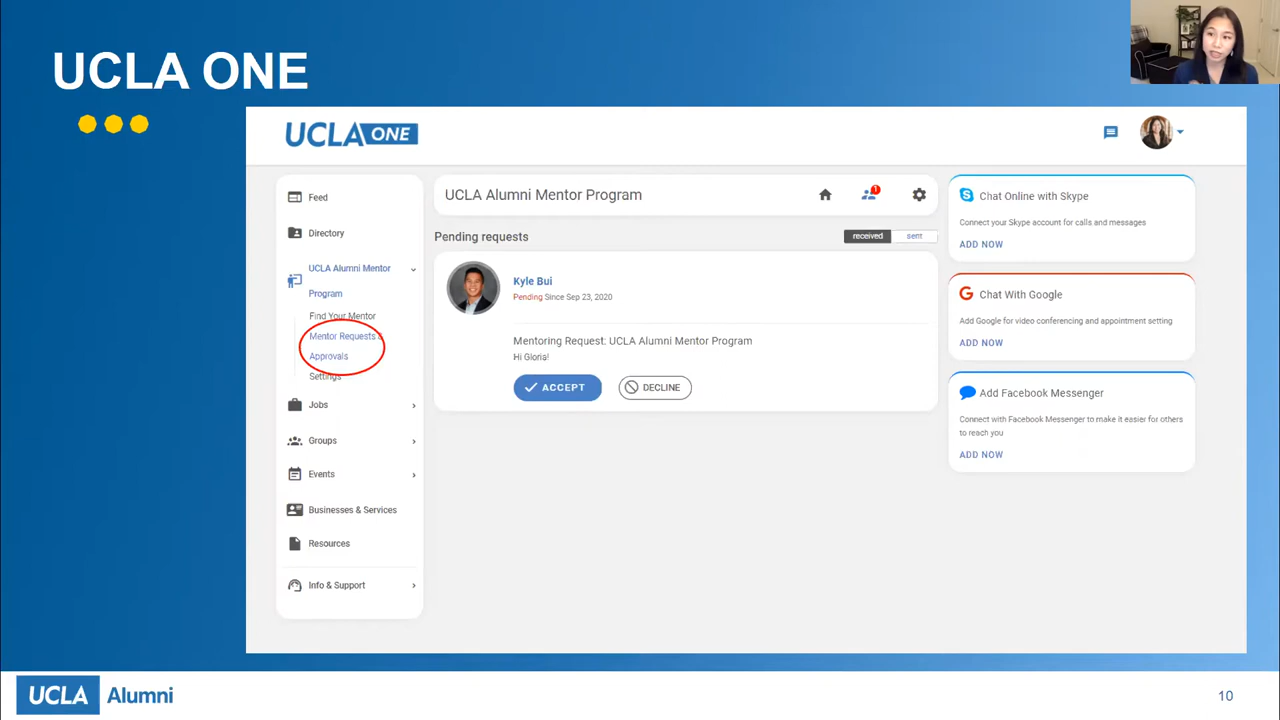 UCLA ONE
UCLA ONE
UCLA Alumni Mentor Program
1
Feed
Directory
UCLA Alumni Mentor
Program
Find Your Mentor
Mentor Requests &
Approvals
Settings
Jobs
Groups
Events
Businesses & Services
Resources
Info & Support
Pending requests
received
sent
Kyle Bui
Pending Since Sep 23, 2020
Mentoring Request: UCLA Alumni Mentor Program
Hi Gloria!
ACCEPT
DECLINE
Chat Online with Skype
Connect your Skype account for calls and messages
ADD NOW
Chat With Google
Add Google for video conferencing and appointment setting
ADD NOW
Add Facebook Messenger
Connect with Facebook Messenger to make it easier for others
to reach you
ADD NOW
UCLA Alumni
10